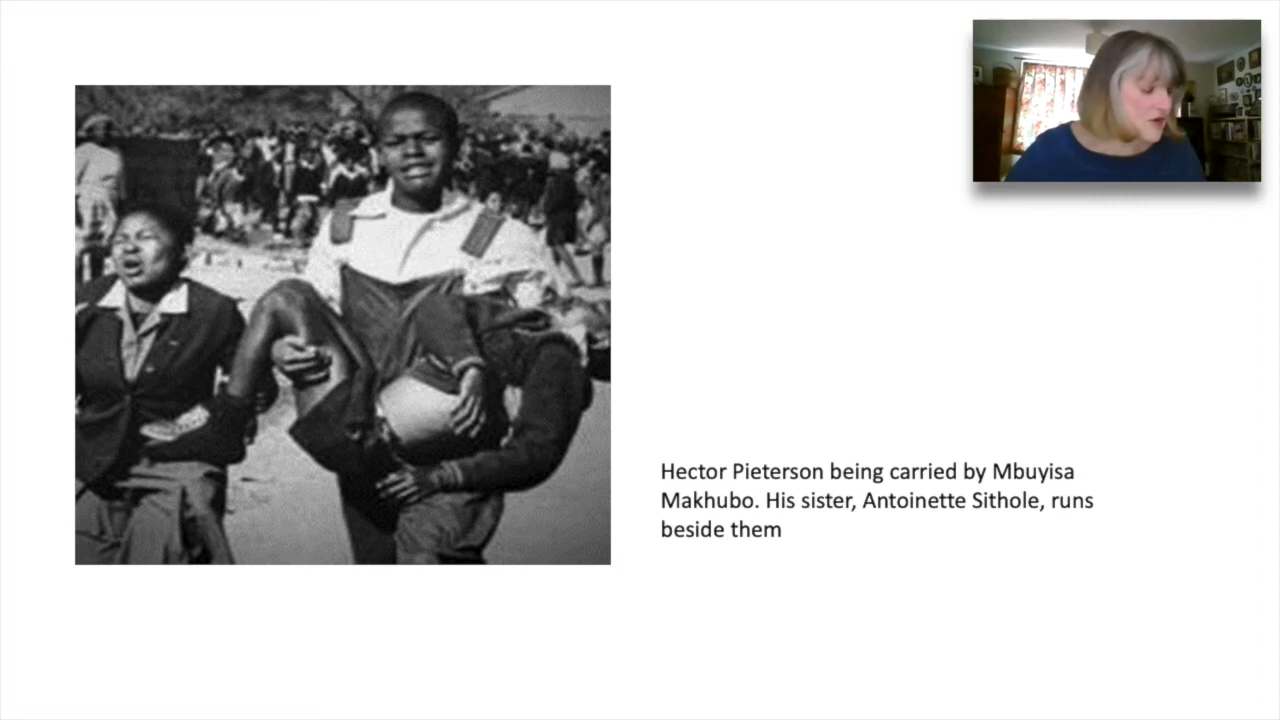 Hector Pieterson being carried by Mbuyisa
Makhubo. His sister, Antoinette Sithole, runs
beside them